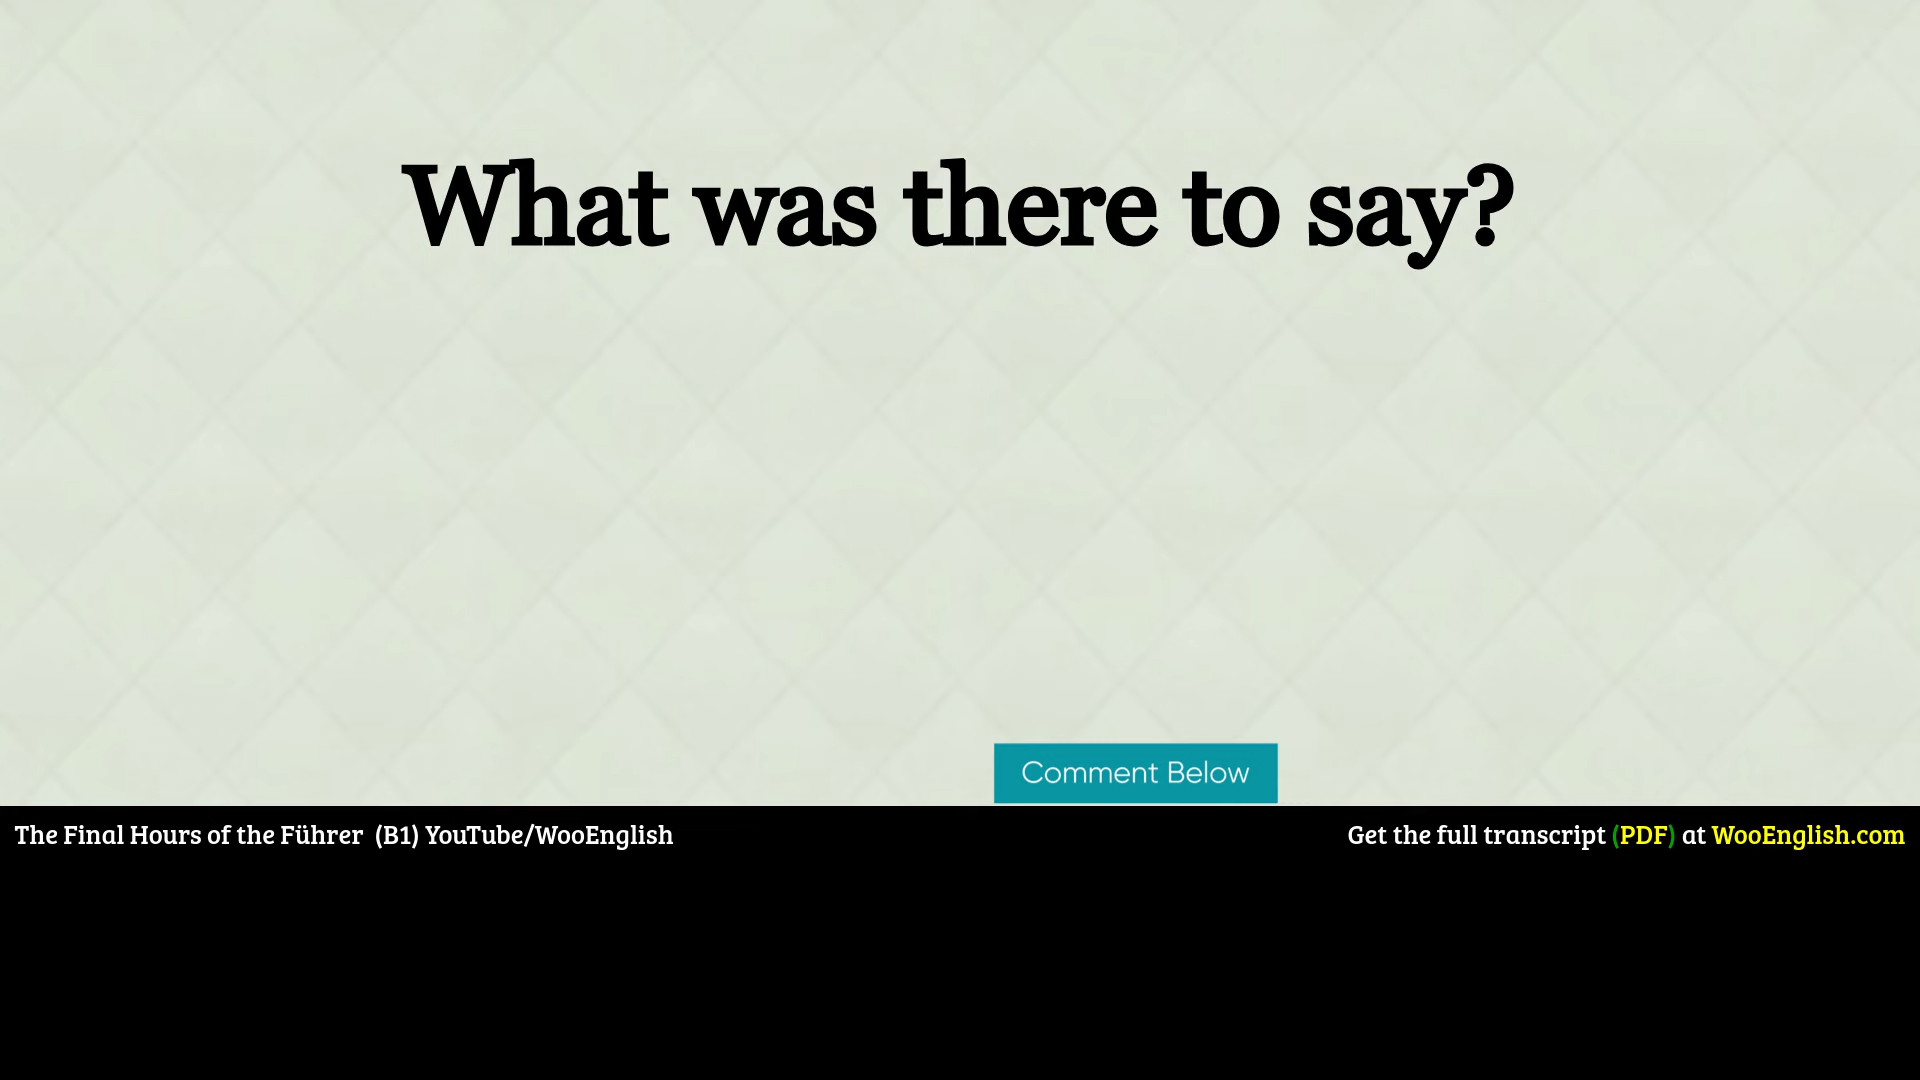 What was there to say?
Comment Below
The Final Hours of the Führer (B1) YouTube/WooEnglish
Get the full transcript (PDF) at WooEnglish.com